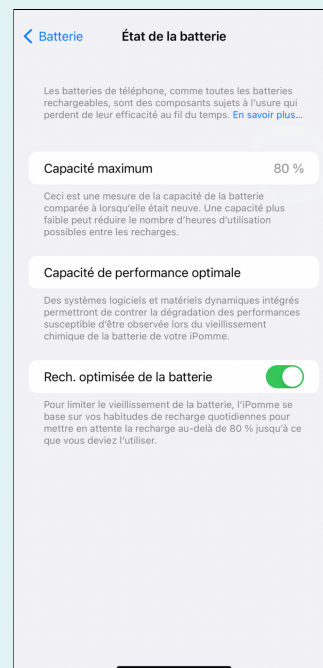 Batterie État de la batterie
Les batteries de téléphone, comme toutes les batteries
rechargeables, sont des composants sujets à l'usure qui
perdent de leur efficacité au fil du temps. En savoir plus...
Capacité maximum 80 %
Ceci est une mesure de la capacité de la batterie
comparée à lorsqu'elle était neuve. Une capacité plus
faible peut réduire le nombre d'heures d'utilisation
possibles entre les recharges.
Capacité de performance optimale
Des systèmes logiciels et matériels dynamiques intégrés
permettront de contrer la dégradation des performances
susceptible d'être observée lors du vieillissement
chimique de la batterie de votre iPomme.
Rech. optimisée de la batterie
Pour limiter le vieillissement de la batterie, l'iPomme se
base sur vos habitudes de recharge quotidiennes pour
mettre en attente la recharge au-delà de 80 % jusqu'à ce
que vous deviez l'utiliser.